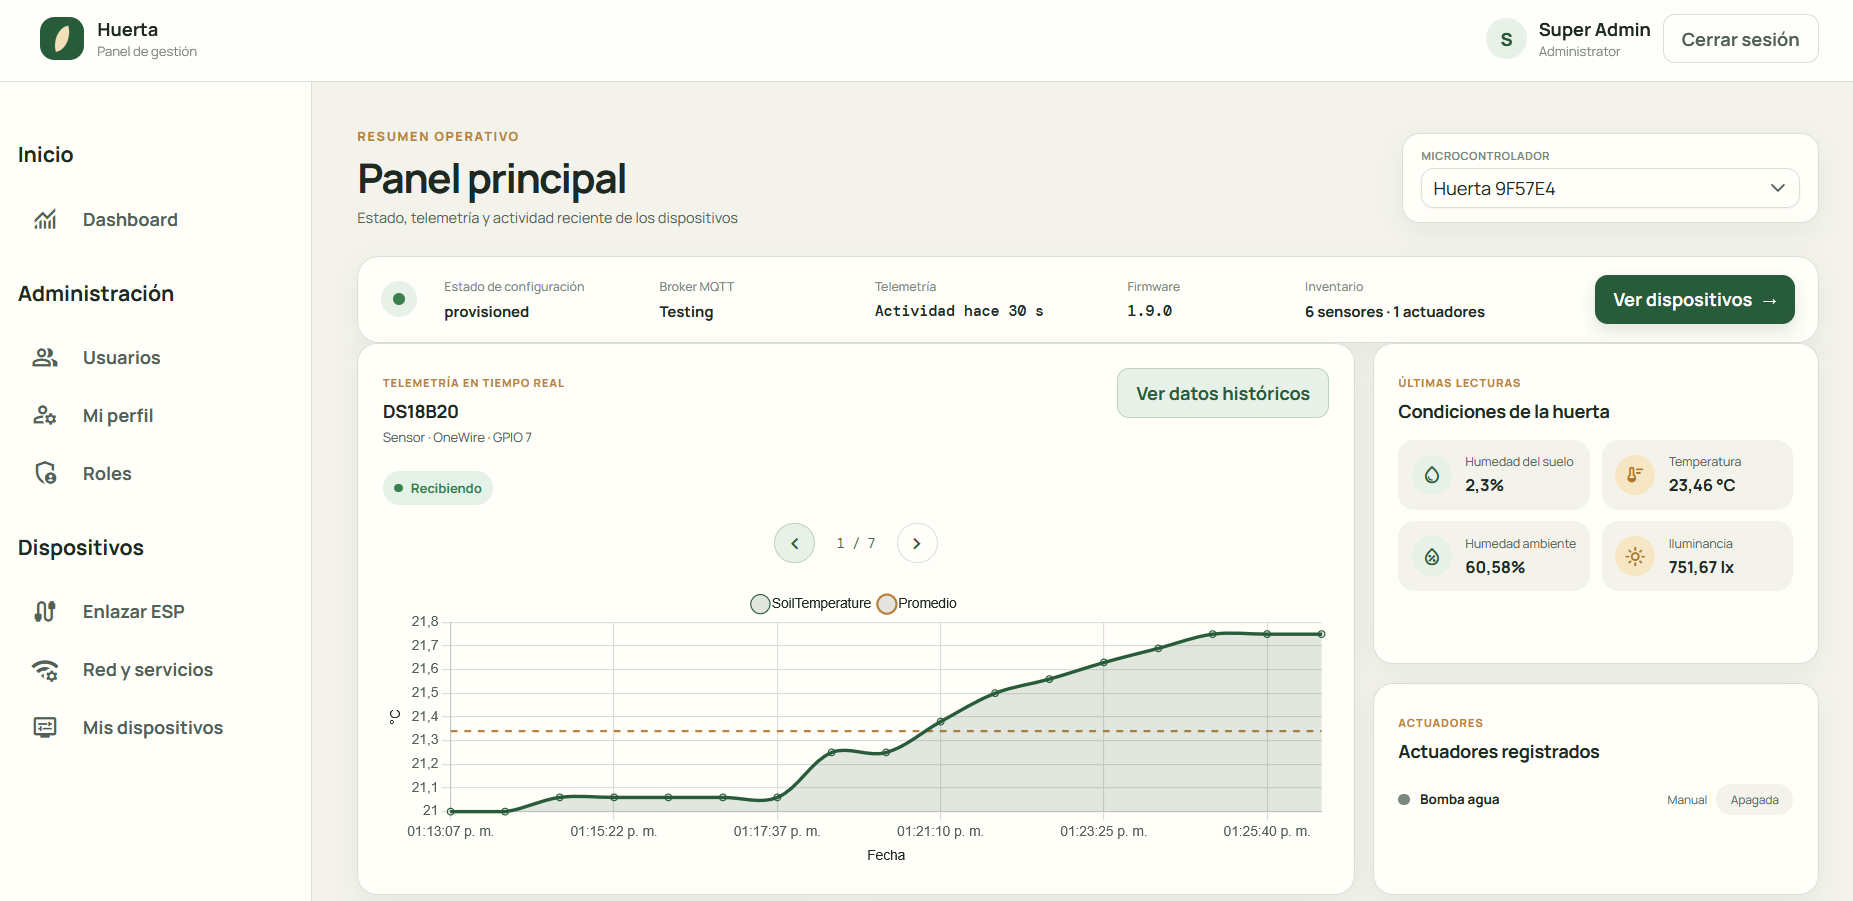 Huerta
Panel de gestión
S
Super Admin
Administrator
Cerrar sesión
Inicio
Dashboard
Administración
Usuarios
Mi perfil
Roles
Dispositivos
Enlazar ESP
Red y servicios
Mis dispositivos
RESUMEN OPERATIVO
Panel principal
Estado, telemetría y actividad reciente de los dispositivos
MICROCONTROLADOR
Huerta 9F57E4
Estado de configuración
provisioned
Broker MQTT
Testing
Telemetría
Actividad hace 30 s
Firmware
1.9.0
Inventario
6 sensores · 1 actuadores
Ver dispositivos →
TELEMETRÍA EN TIEMPO REAL
DS18B20
Sensor · OneWire · GPIO 7
Ver datos históricos
Recibiendo
1 / 7
SoilTemperature
Promedio
21,8
21,7
21,6
21,5
21,4
21,3
21,2
21,1
21
°C
01:13:07 p. m.
01:15:22 p. m.
01:17:37 p. m.
01:21:10 p. m.
01:23:25 p. m.
01:25:40 p. m.
Fecha
ÚLTIMAS LECTURAS
Condiciones de la huerta
Humedad del suelo
2,3%
Temperatura
23,46 °C
Humedad ambiente
60,58%
Iluminancia
751,67 lx
ACTUADORES
Actuadores registrados
Bomba agua
Manual
Apagada